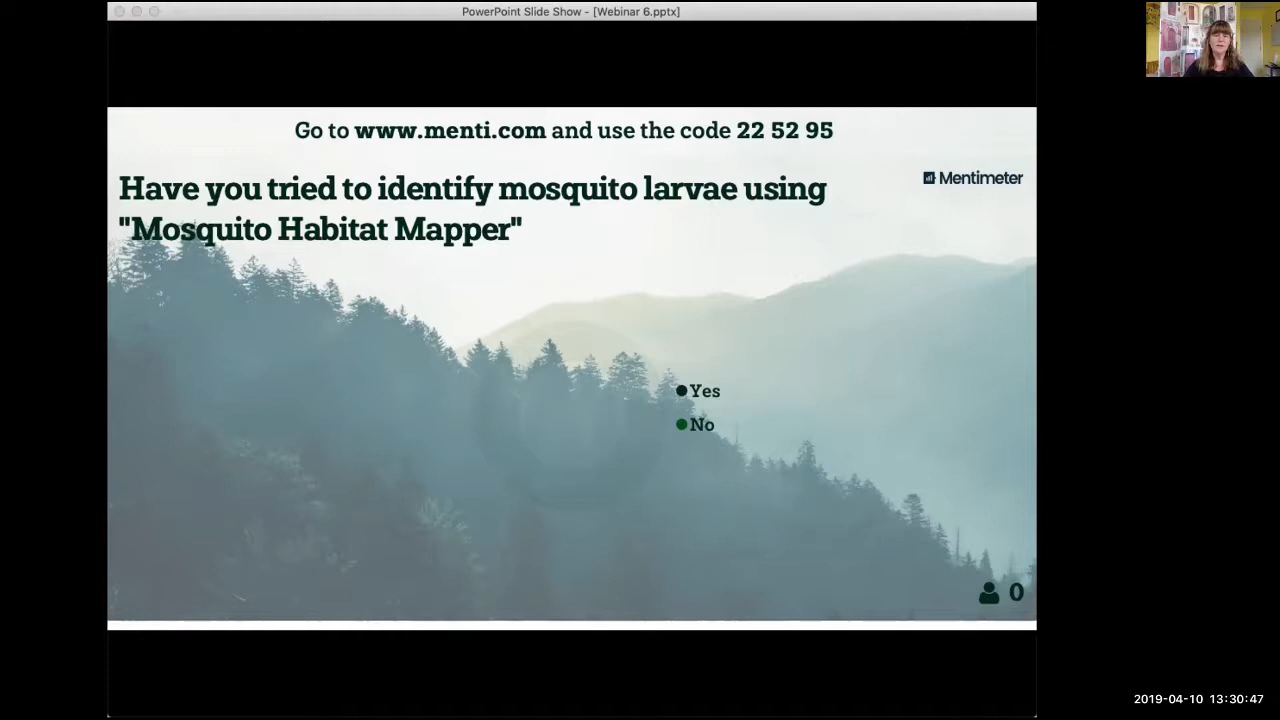 PowerPoint Slide Show - [Webinar 6.pptx]
Go to www.menti.com and use the code 22 52 95
Have you tried to identify mosquito larvae using
"Mosquito Habitat Mapper"
Mentimeter
Yes
No
0
2019-04-10 13:30:47